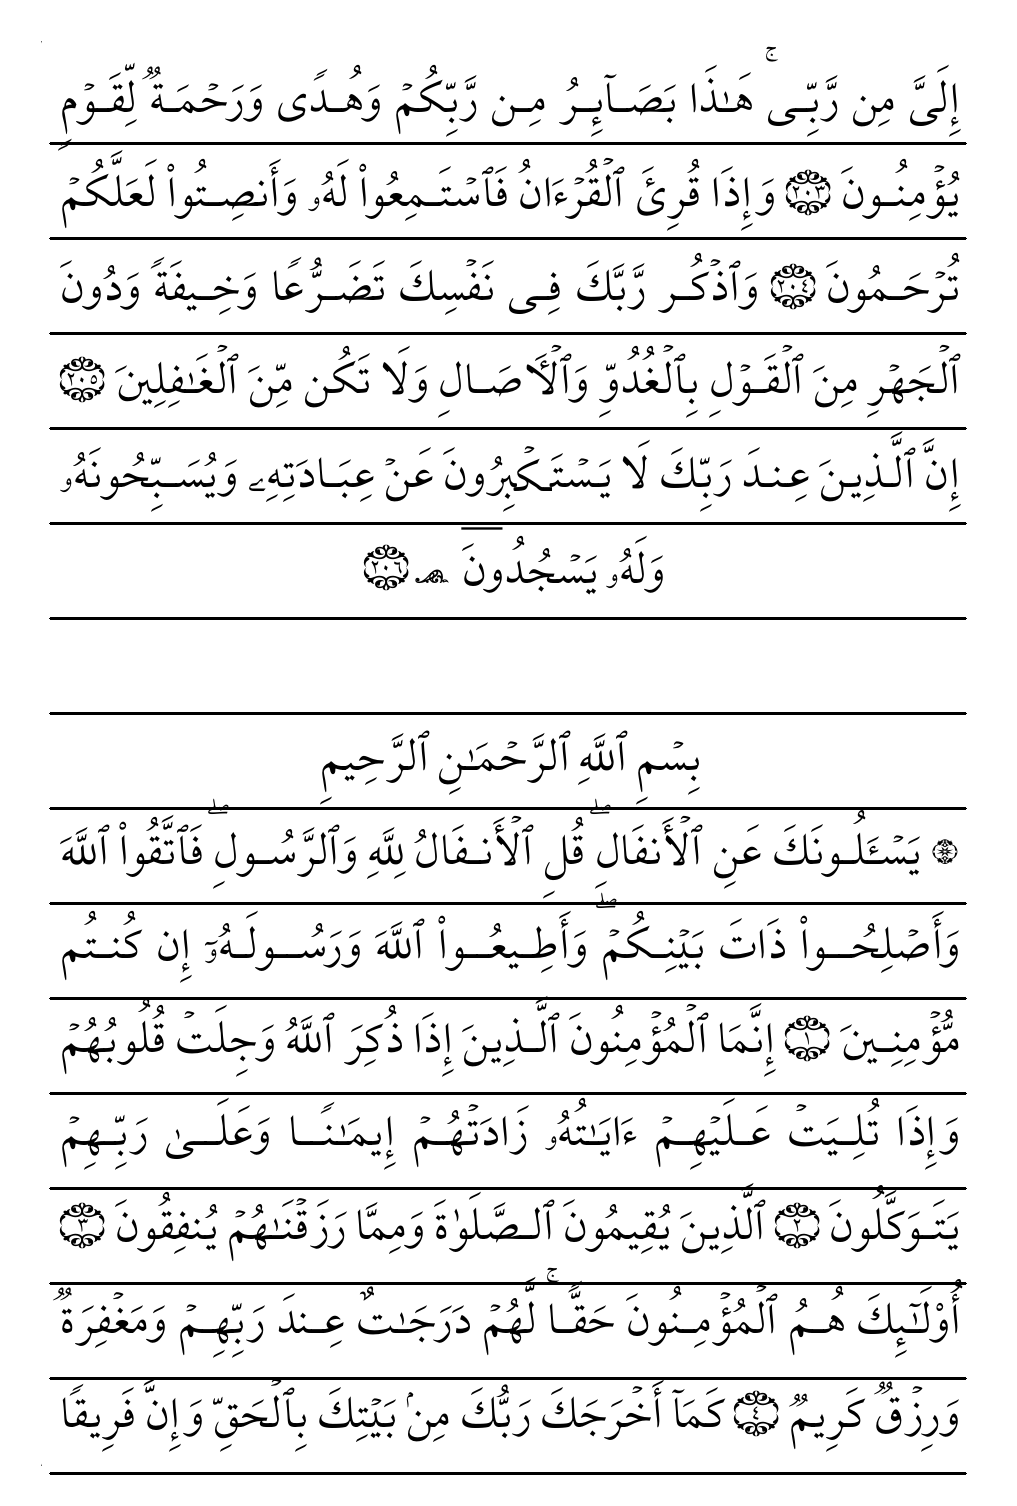 إِلَىَّ مِن رَّبِّى ۚ هَـٰذَا بَصَآئِرُ مِن رَّبِّكُمْ وَهُدًى وَرَحْمَةٌ لِّقَوْمٍ
يُؤْمِنُونَ ٢٠٣ وَإِذَا قُرِئَ ٱلْقُرْءَانُ فَٱسْتَمِعُوا۟ لَهُۥ وَأَنصِتُوا۟ لَعَلَّكُمْ
تُرْحَمُونَ ٢٠٤ وَٱذْكُر رَّبَّكَ فِى نَفْسِكَ تَضَرُّعًا وَخِيفَةً وَدُونَ
ٱلْجَهْرِ مِنَ ٱلْقَوْلِ بِٱلْغُدُوِّ وَٱلْـَٔاصَالِ وَلَا تَكُن مِّنَ ٱلْغَـٰفِلِينَ ٢٠٥
إِنَّ ٱلَّذِينَ عِندَ رَبِّكَ لَا يَسْتَكْبِرُونَ عَنْ عِبَادَتِهِۦ وَيُسَبِّحُونَهُۥ
وَلَهُۥ يَسْجُدُونَ ۩ ٢٠٦
بِسْمِ ٱللَّهِ ٱلرَّحْمَـٰنِ ٱلرَّحِيمِ
۞ يَسْـَٔلُونَكَ عَنِ ٱلْأَنفَالِ ۖ قُلِ ٱلْأَنفَالُ لِلَّهِ وَٱلرَّسُولِ ۖ فَٱتَّقُوا۟ ٱللَّهَ
وَأَصْلِحُوا۟ ذَاتَ بَيْنِكُمْ ۖ وَأَطِيعُوا۟ ٱللَّهَ وَرَسُولَهُۥٓ إِن كُنتُم
مُّؤْمِنِينَ ١ إِنَّمَا ٱلْمُؤْمِنُونَ ٱلَّذِينَ إِذَا ذُكِرَ ٱللَّهُ وَجِلَتْ قُلُوبُهُمْ
وَإِذَا تُلِيَتْ عَلَيْهِمْ ءَايَـٰتُهُۥ زَادَتْهُمْ إِيمَـٰنًا وَعَلَىٰ رَبِّهِمْ
يَتَوَكَّلُونَ ٢ ٱلَّذِينَ يُقِيمُونَ ٱلصَّلَوٰةَ وَمِمَّا رَزَقْنَـٰهُمْ يُنفِقُونَ ٣
أُو۟لَـٰٓئِكَ هُمُ ٱلْمُؤْمِنُونَ حَقًّا ۚ لَّهُمْ دَرَجَـٰتٌ عِندَ رَبِّهِمْ وَمَغْفِرَةٌ
وَرِزْقٌ كَرِيمٌ ٤ كَمَآ أَخْرَجَكَ رَبُّكَ مِنۢ بَيْتِكَ بِٱلْحَقِّ وَإِنَّ فَرِيقًا